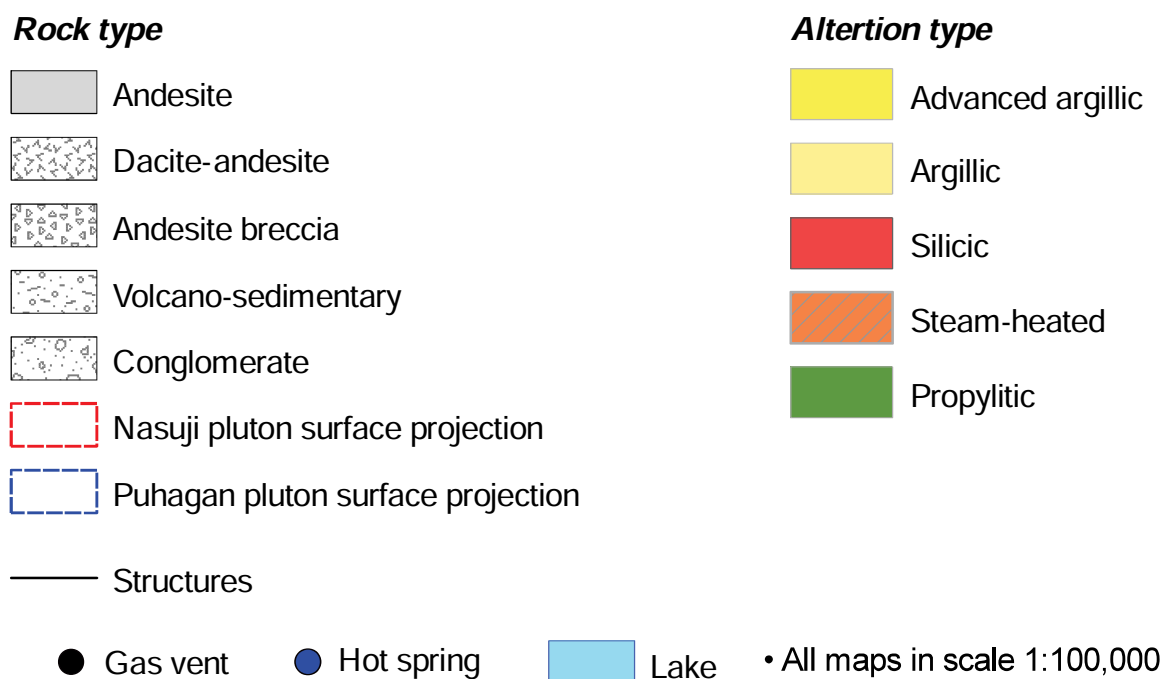 Rock type
Andesite
Dacite-andesite
Andesite breccia
Volcano-sedimentary
Conglomerate
Nasuji pluton surface projection
Puhagan pluton surface projection
Structures
Altertion type
Advanced argillic
Argillic
Silicic
Steam-heated
Propylitic
Gas vent Hot spring Lake • All maps in scale 1:100,000